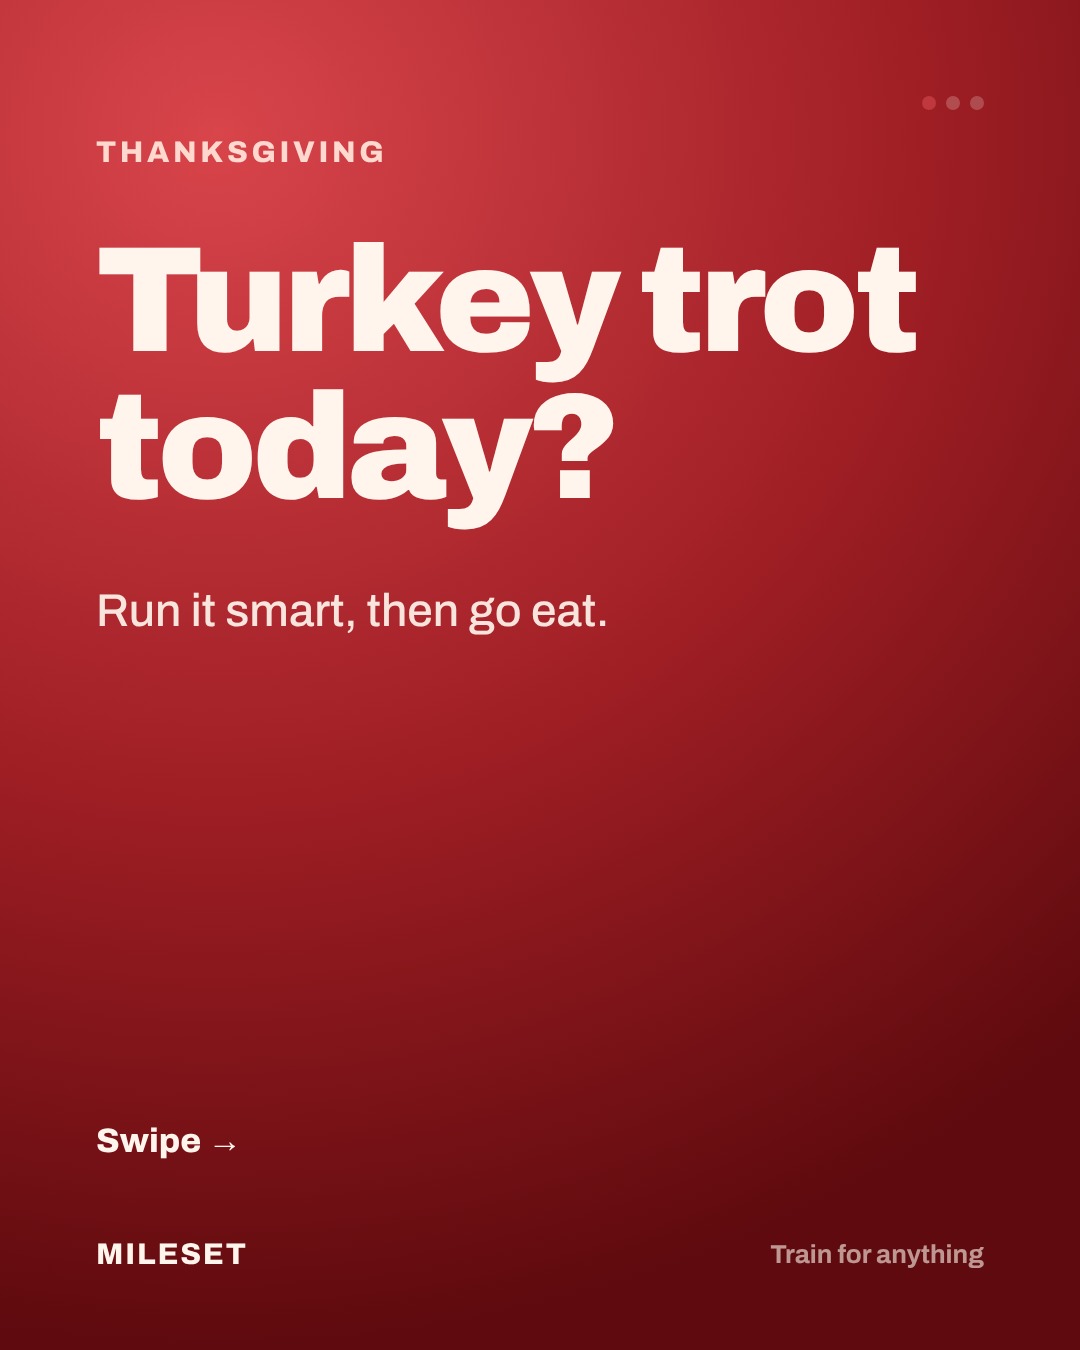 THANKSGIVING
Turkey trot
today?
Run it smart, then go eat.
Swipe →
MILESET
Train for anything